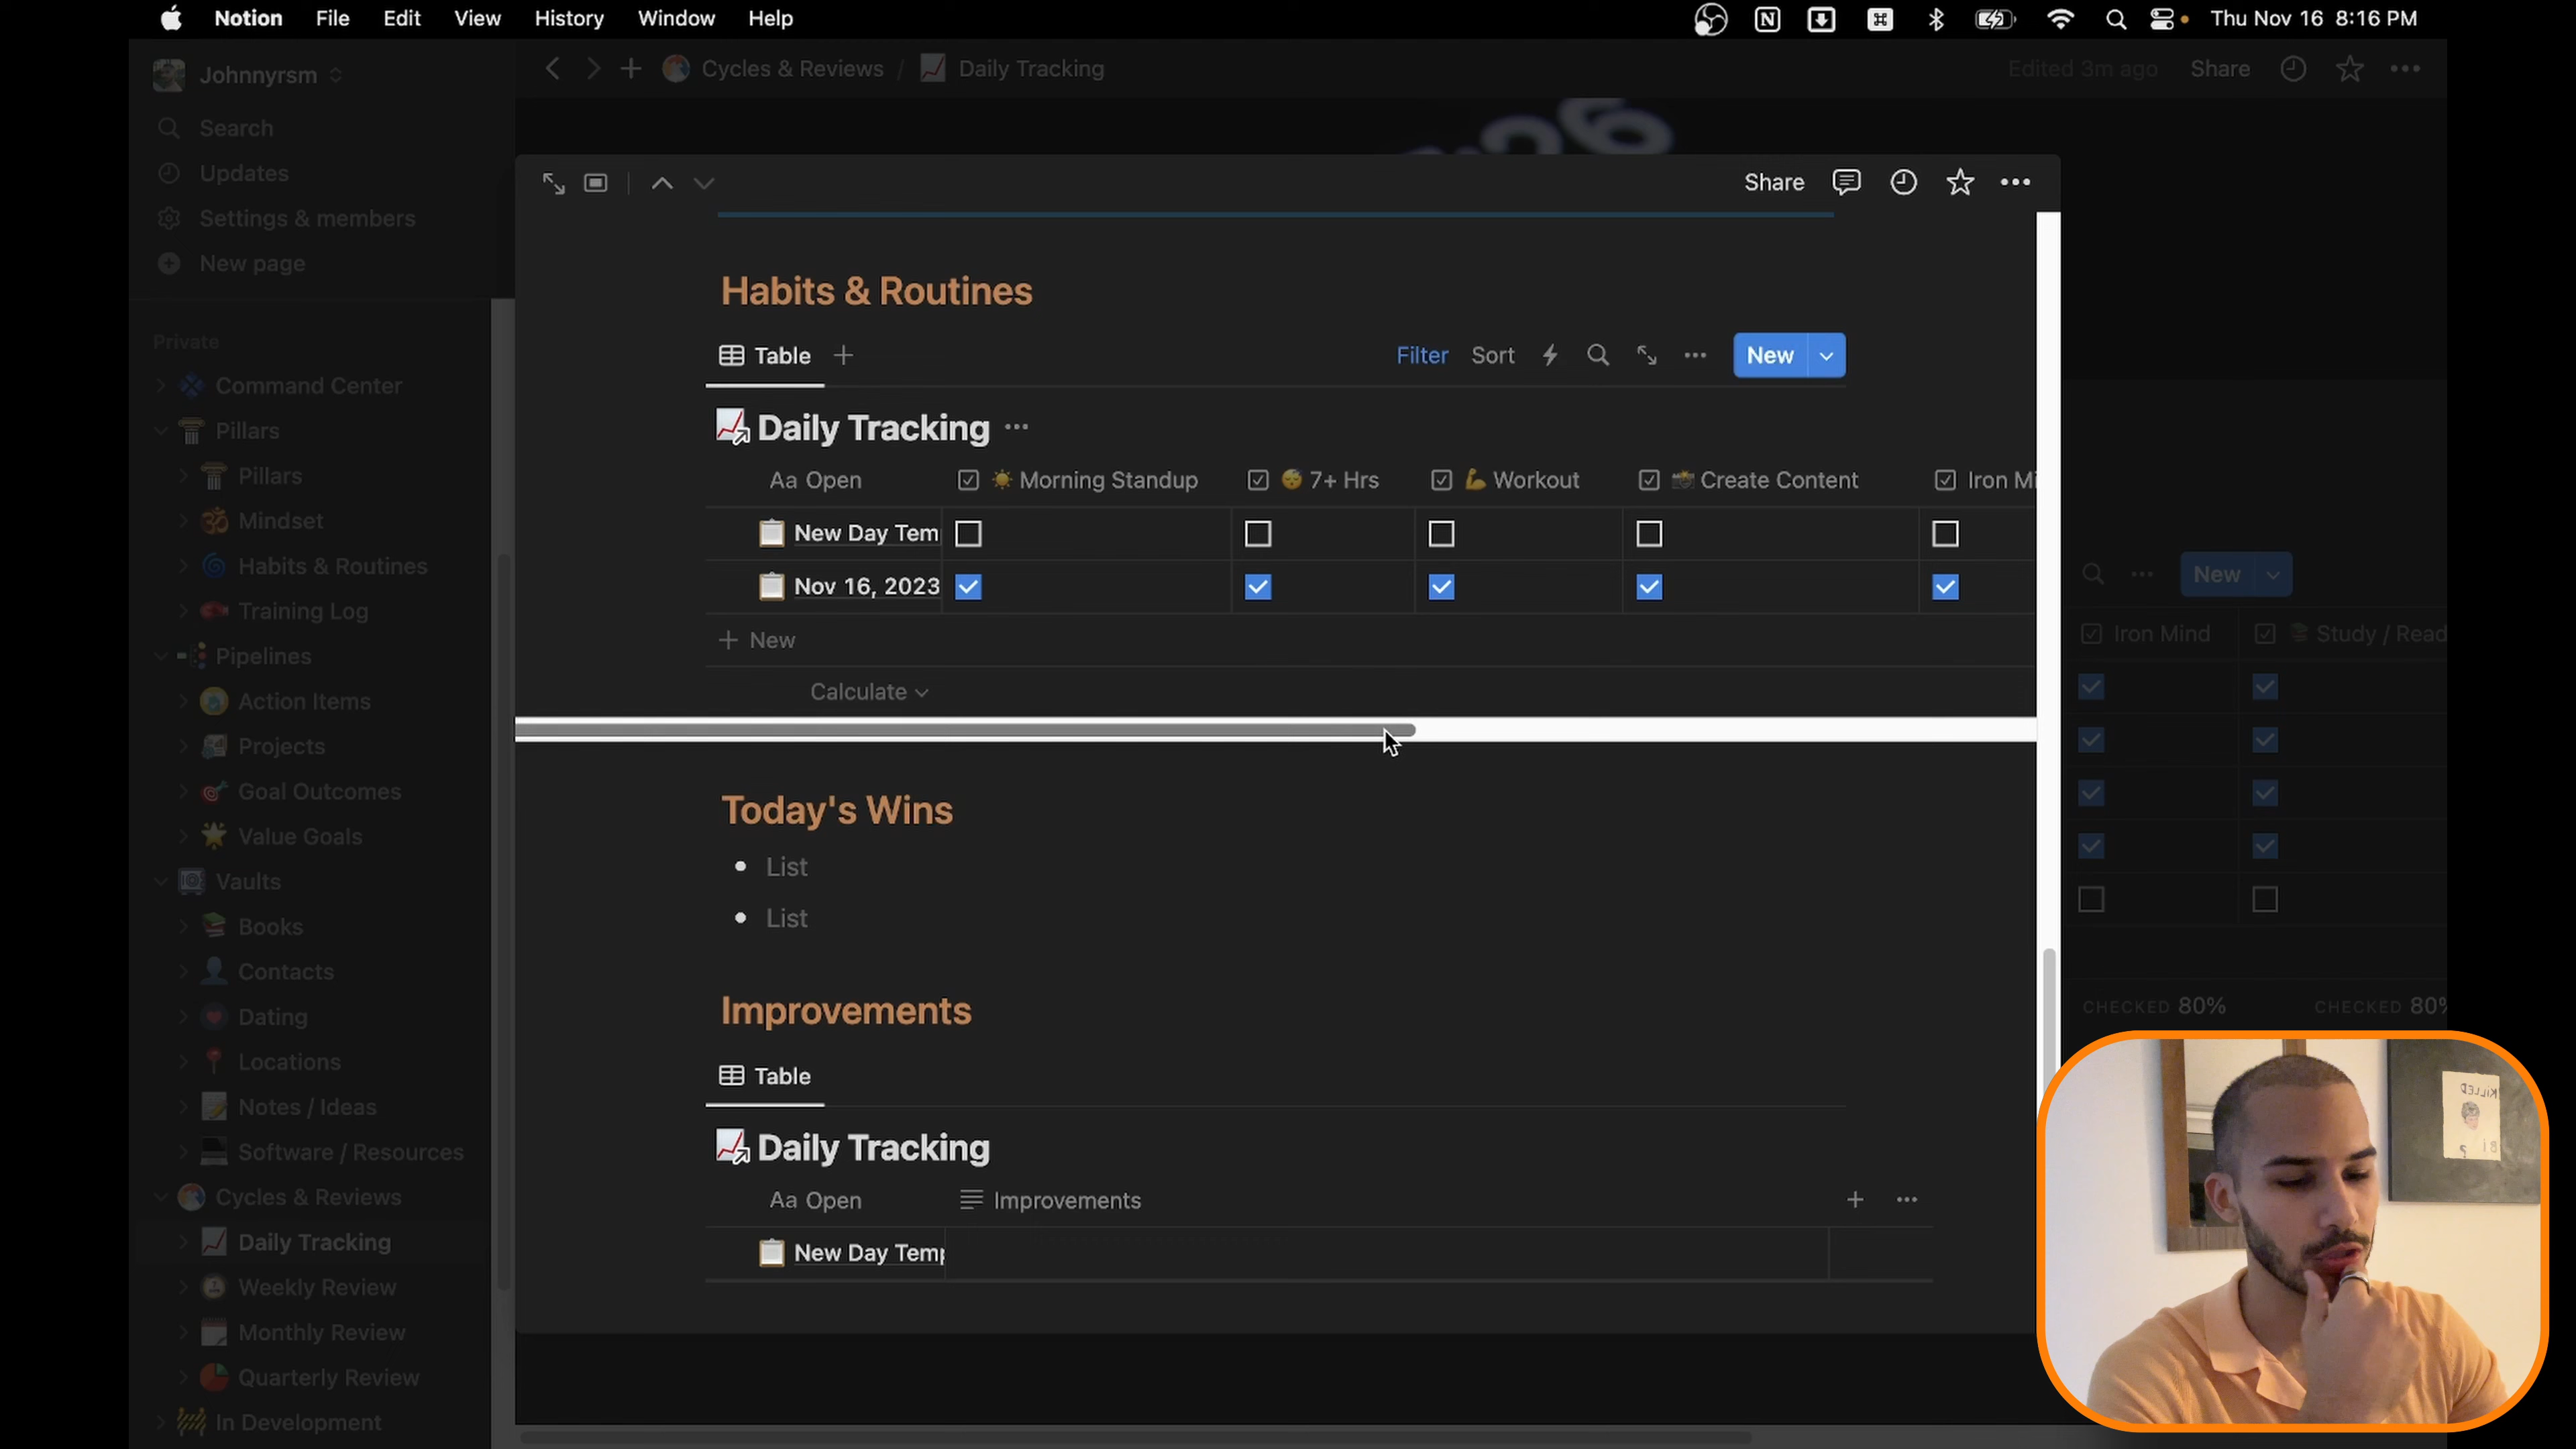 Notion File Edit View History Window Help Thu Nov 16 8:16 PM
Johnnyrsm
Cycles & Reviews / Daily Tracking
Edited 3m ago Share
Search
Updates
Settings & members
New page
Private
Command Center
Pillars
Pillars
Mindset
Habits & Routines
Training Log
Pipelines
Action Items
Projects
Goal Outcomes
Value Goals
Vaults
Books
Contacts
Dating
Locations
Notes / Ideas
Software / Resources
Cycles & Reviews
Daily Tracking
Weekly Review
Monthly Review
Quarterly Review
In Development
Share
Habits & Routines
Table
Filter Sort New
Daily Tracking
Aa Open Morning Standup 7+ Hrs Workout Create Content Iron Mi
New Day Tem
Nov 16, 2023
+ New
Calculate
Today's Wins
• List
• List
Improvements
Table
Daily Tracking
Aa Open Improvements
New Day Temp
New
Iron Mind Study / Read
CHECKED 80% CHECKED 80%
KILLED